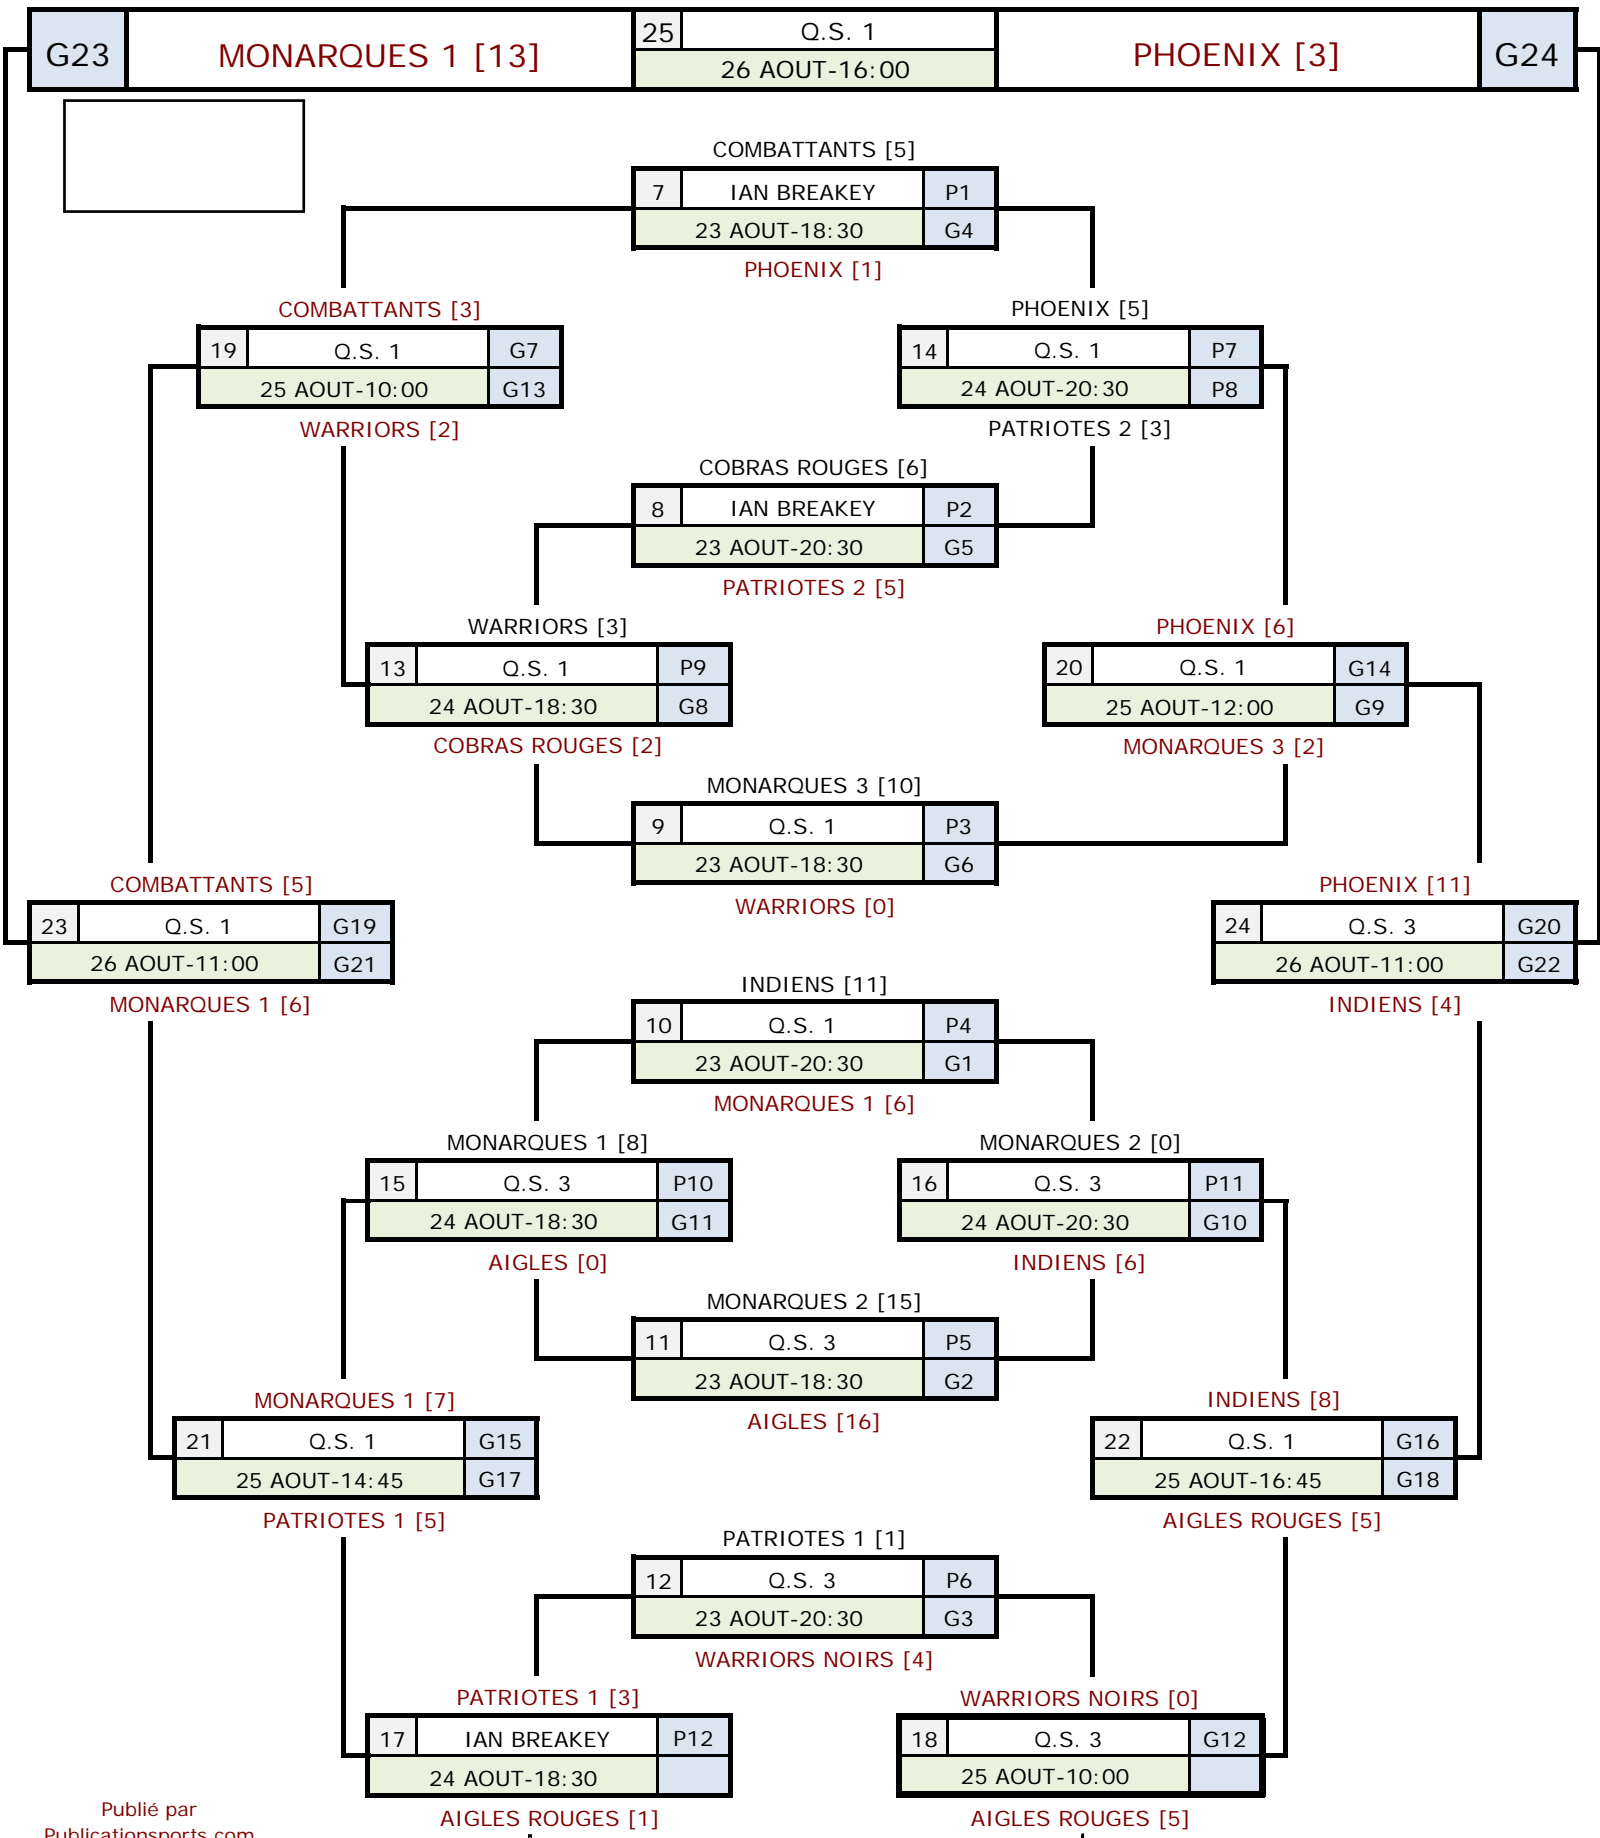 G23 MONARQUES 1 [13] 25 Q.S. 1 PHOENIX [3] G24
26 AOUT-16:00
COMBATTANTS [5]
7 IAN BREAKEY P1
23 AOUT-18:30 G4
PHOENIX [1]
COMBATTANTS [3]
19 Q.S. 1 G7
25 AOUT-10:00 G13
WARRIORS [2]
PHOENIX [5]
14 Q.S. 1 P7
24 AOUT-20:30 P8
PATRIOTES 2 [3]
COBRAS ROUGES [6]
8 IAN BREAKEY P2
23 AOUT-20:30 G5
PATRIOTES 2 [5]
WARRIORS [3]
13 Q.S. 1 P9
24 AOUT-18:30 G8
COBRAS ROUGES [2]
PHOENIX [6]
20 Q.S. 1 G14
25 AOUT-12:00 G9
MONARQUES 3 [2]
MONARQUES 3 [10]
9 Q.S. 1 P3
23 AOUT-18:30 G6
WARRIORS [0]
COMBATTANTS [5]
23 Q.S. 1 G19
26 AOUT-11:00 G21
MONARQUES 1 [6]
PHOENIX [11]
24 Q.S. 3 G20
26 AOUT-11:00 G22
INDIENS [4]
INDIENS [11]
10 Q.S. 1 P4
23 AOUT-20:30 G1
MONARQUES 1 [6]
MONARQUES 1 [8]
15 Q.S. 3 P10
24 AOUT-18:30 G11
AIGLES [0]
MONARQUES 2 [0]
16 Q.S. 3 P11
24 AOUT-20:30 G10
INDIENS [6]
MONARQUES 2 [15]
11 Q.S. 3 P5
23 AOUT-18:30 G2
AIGLES [16]
MONARQUES 1 [7]
21 Q.S. 1 G15
25 AOUT-14:45 G17
PATRIOTES 1 [5]
INDIENS [8]
22 Q.S. 1 G16
25 AOUT-16:45 G18
AIGLES ROUGES [5]
PATRIOTES 1 [1]
12 Q.S. 3 P6
23 AOUT-20:30 G3
WARRIORS NOIRS [4]
PATRIOTES 1 [3]
17 IAN BREAKEY P12
24 AOUT-18:30
AIGLES ROUGES [1]
WARRIORS NOIRS [0]
18 Q.S. 3 G12
25 AOUT-10:00
AIGLES ROUGES [5]
Publié par
Publicationsports.com